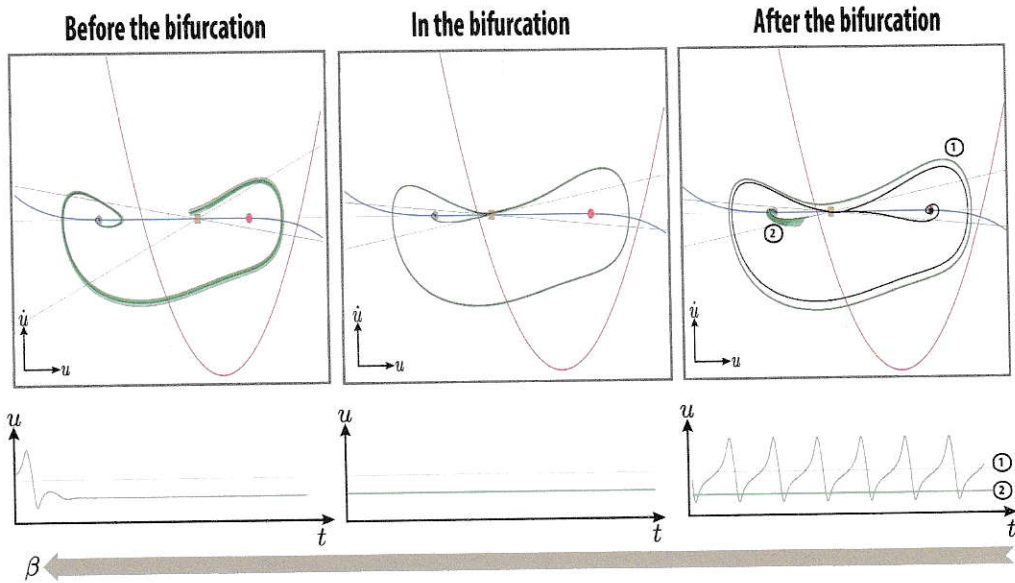 Before the bifurcation
In the bifurcation
After the bifurcation
①
②
u̇
u
u̇
u
u̇
u
u
t
u
t
u
①
②
t
β